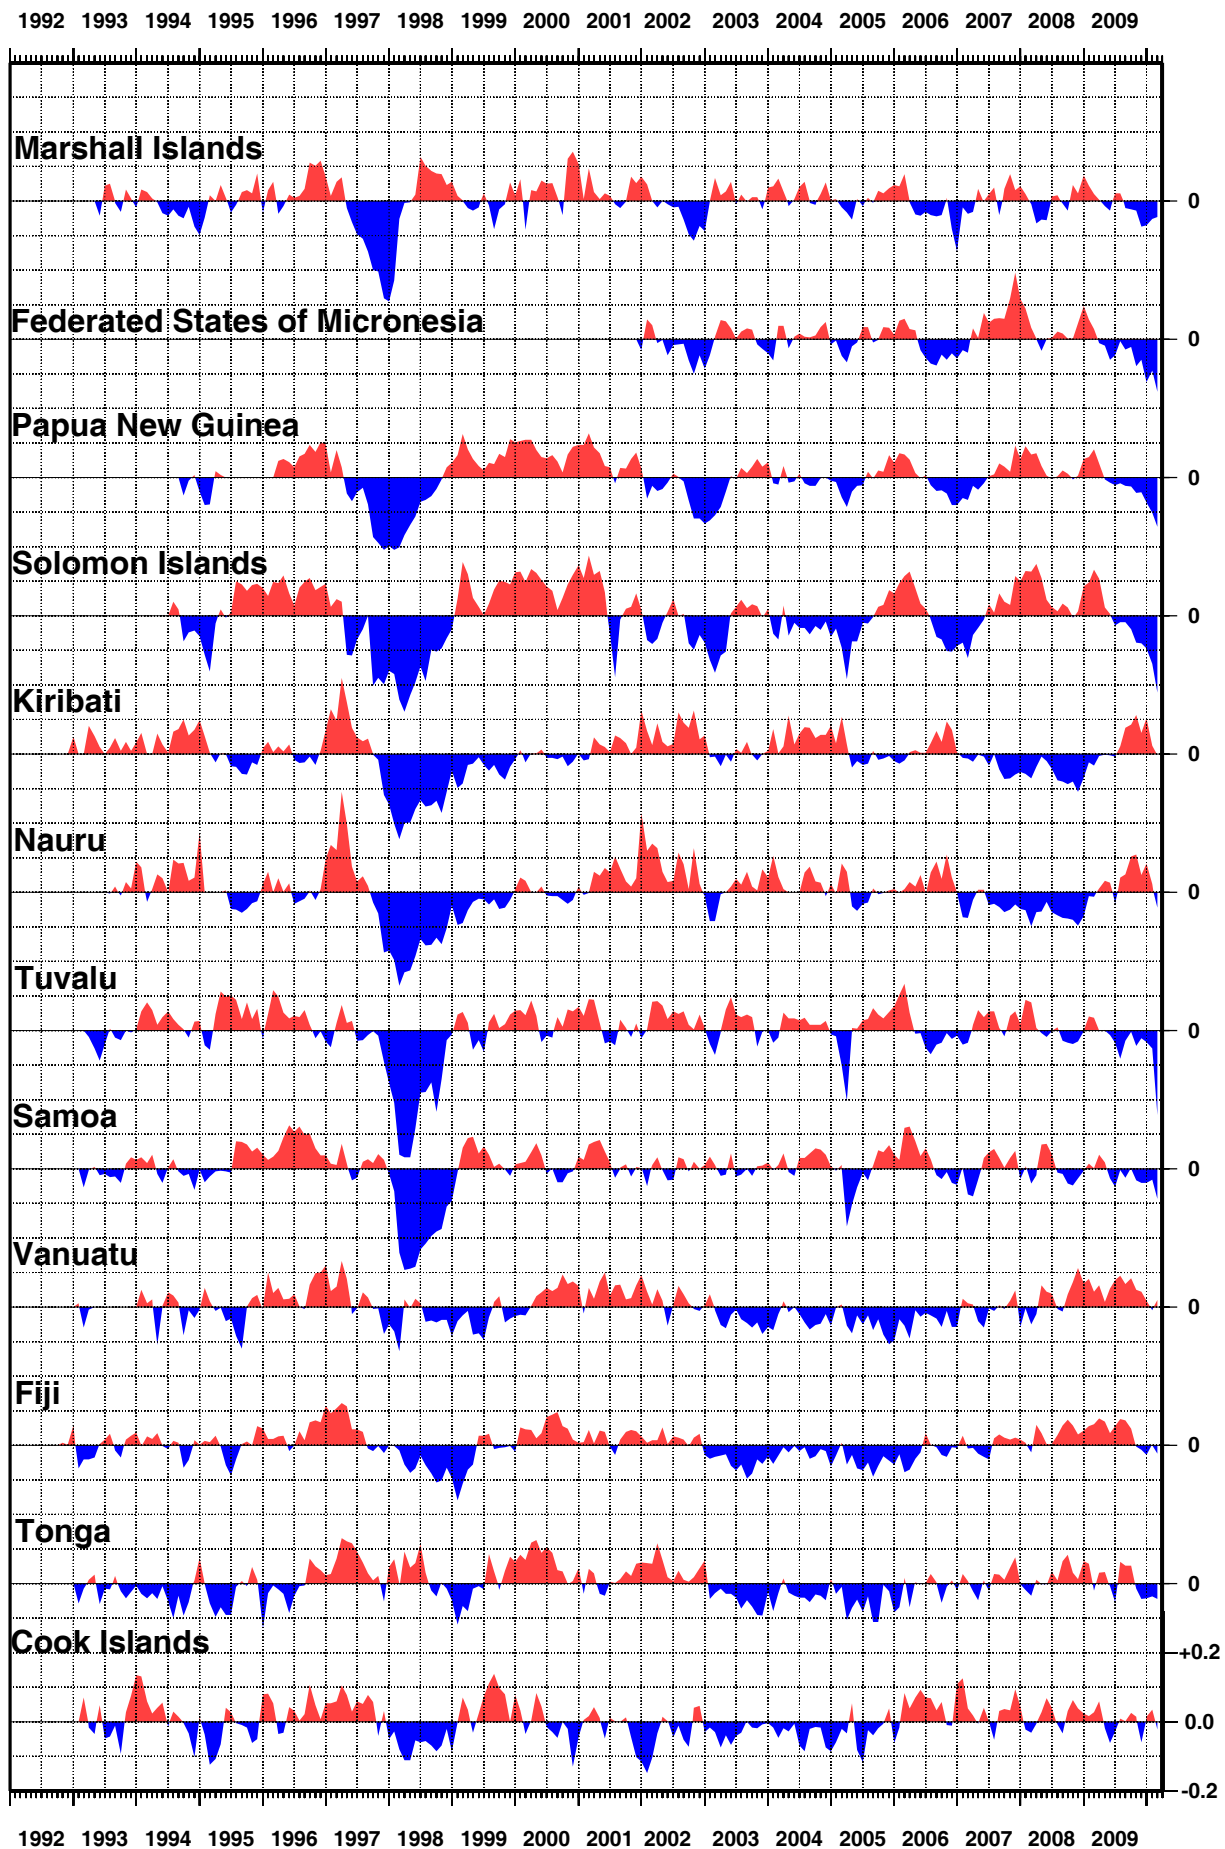 1992 1993 1994 1995 1996 1997 1998 1999 2000 2001 2002 2003 2004 2005 2006 2007 2008 2009
Marshall Islands
0
Federated States of Micronesia
0
Papua New Guinea
0
Solomon Islands
0
Kiribati
0
Nauru
0
Tuvalu
0
Samoa
0
Vanuatu
0
Fiji
0
Tonga
0
Cook Islands
+0.2
0.0
-0.2
1992 1993 1994 1995 1996 1997 1998 1999 2000 2001 2002 2003 2004 2005 2006 2007 2008 2009